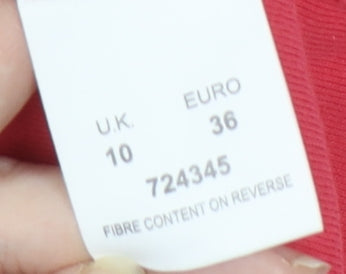 U.K. EURO
10 36
724345
FIBRE CONTENT ON REVERSE